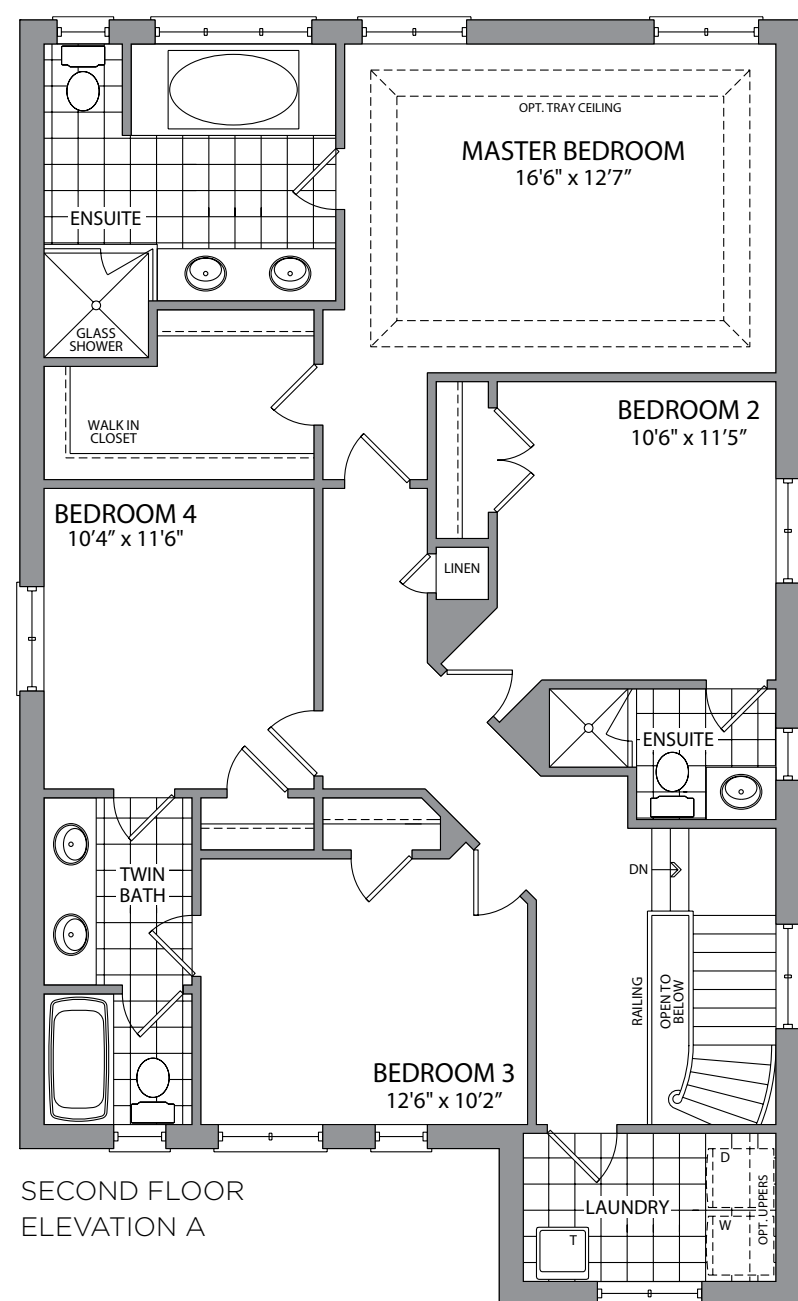 OPT. TRAY CEILING
MASTER BEDROOM
16'6" x 12’7”
ENSUITE
GLASS
SHOWER
WALK IN
CLOSET
BEDROOM 2
10'6" x 11’5”
BEDROOM 4
10’4” x 11'6"
LINEN
ENSUITE
TWIN
BATH
DN
RAILING
OPEN TO
BELOW
BEDROOM 3
12'6" x 10’2”
SECOND FLOOR
ELEVATION A
LAUNDRY
D
W
OPT. UPPERS
T